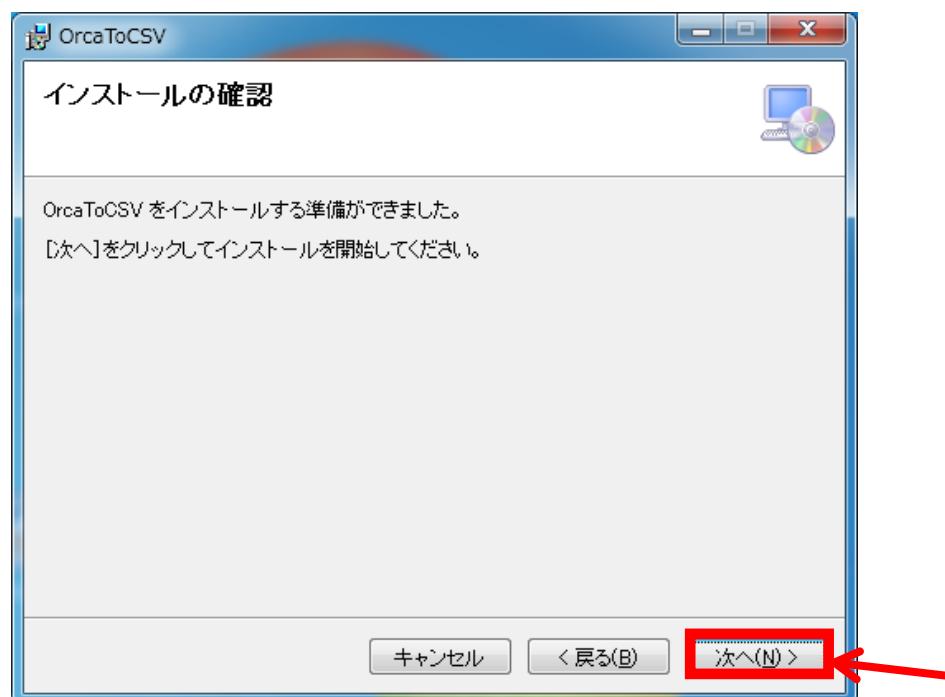 OrcaToCSV
インストールの確認
OrcaToCSV をインストールする準備ができました。
[次へ]をクリックしてインストールを開始してください。
キャンセル
< 戻る(B)
次へ(N) >